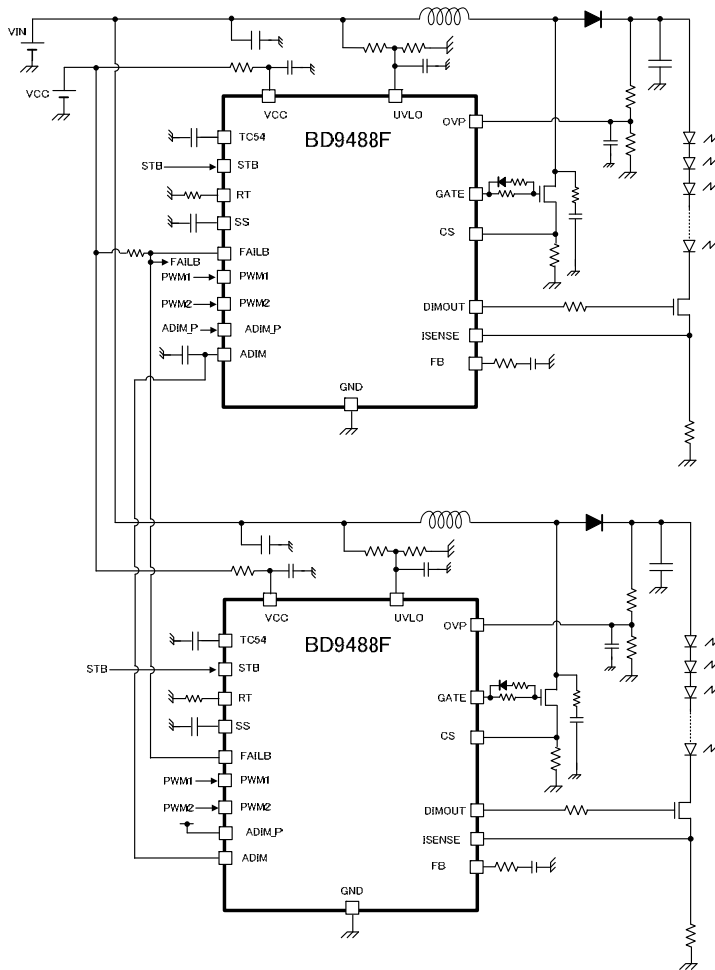 VIN
VCC
VCC
UVLO
BD9488F
OVP
TC54
STB
STB
GATE
RT
SS
CS
FAILB
FAILB
PWM1
PWM1
PWM2
PWM2
DIMOUT
ADIM_P
ADIM_P
ISENSE
ADIM
FB
GND
VCC
UVLO
BD9488F
OVP
TC54
STB
STB
RT
GATE
SS
CS
FAILB
PWM1
PWM1
PWM2
PWM2
DIMOUT
ADIM_P
ISENSE
ADIM
FB
GND